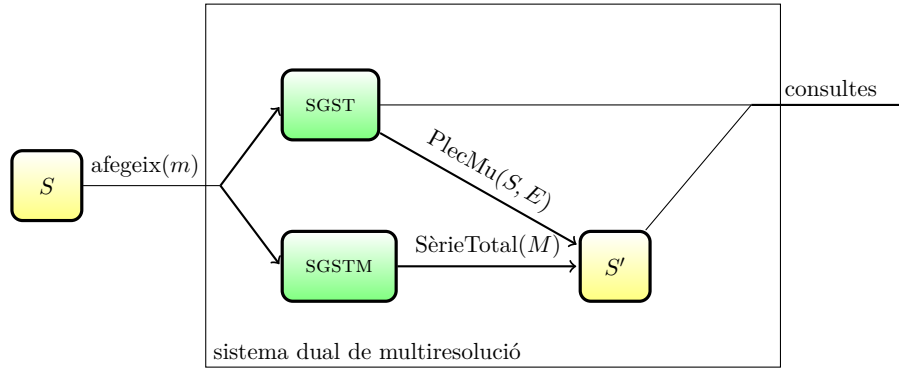 SGST
consultes
PlecMu(S, E)
afegeix(m)
S
SèrieTotal(M)
SGSTM
S′
sistema dual de multiresolució